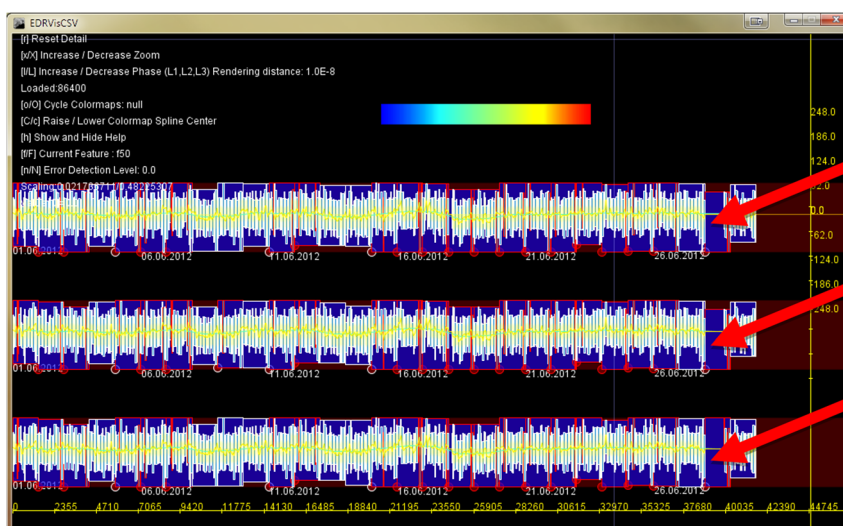 EDRVisCSV
[r] Reset Detail
[x/X] Increase / Decrease Zoom
[l/L] Increase / Decrease Phase (L1,L2,L3) Rendering distance: 1.0E-8
Loaded:86400
[o/O] Cycle Colormaps: null
[C/c] Raise / Lower Colormap Spline Center
[h] Show and Hide Help
[f/F] Current Feature : f50
[n/N] Error Detection Level: 0.0
248.0
186.0
124.0
62.0
0.0
01.06.2012 06.06.2012 11.06.2012 16.06.2012 21.06.2012 26.06.2012
-62.0
-124.0
-186.0
-248.0
01.06.2012 06.06.2012 11.06.2012 16.06.2012 21.06.2012 26.06.2012
01.06.2012 06.06.2012 11.06.2012 16.06.2012 21.06.2012 26.06.2012
0 2355 4710 7065 9420 11775 14130 16485 18840 21195 23550 25905 28260 30615 32970 35325 37680 40035 42390 44745